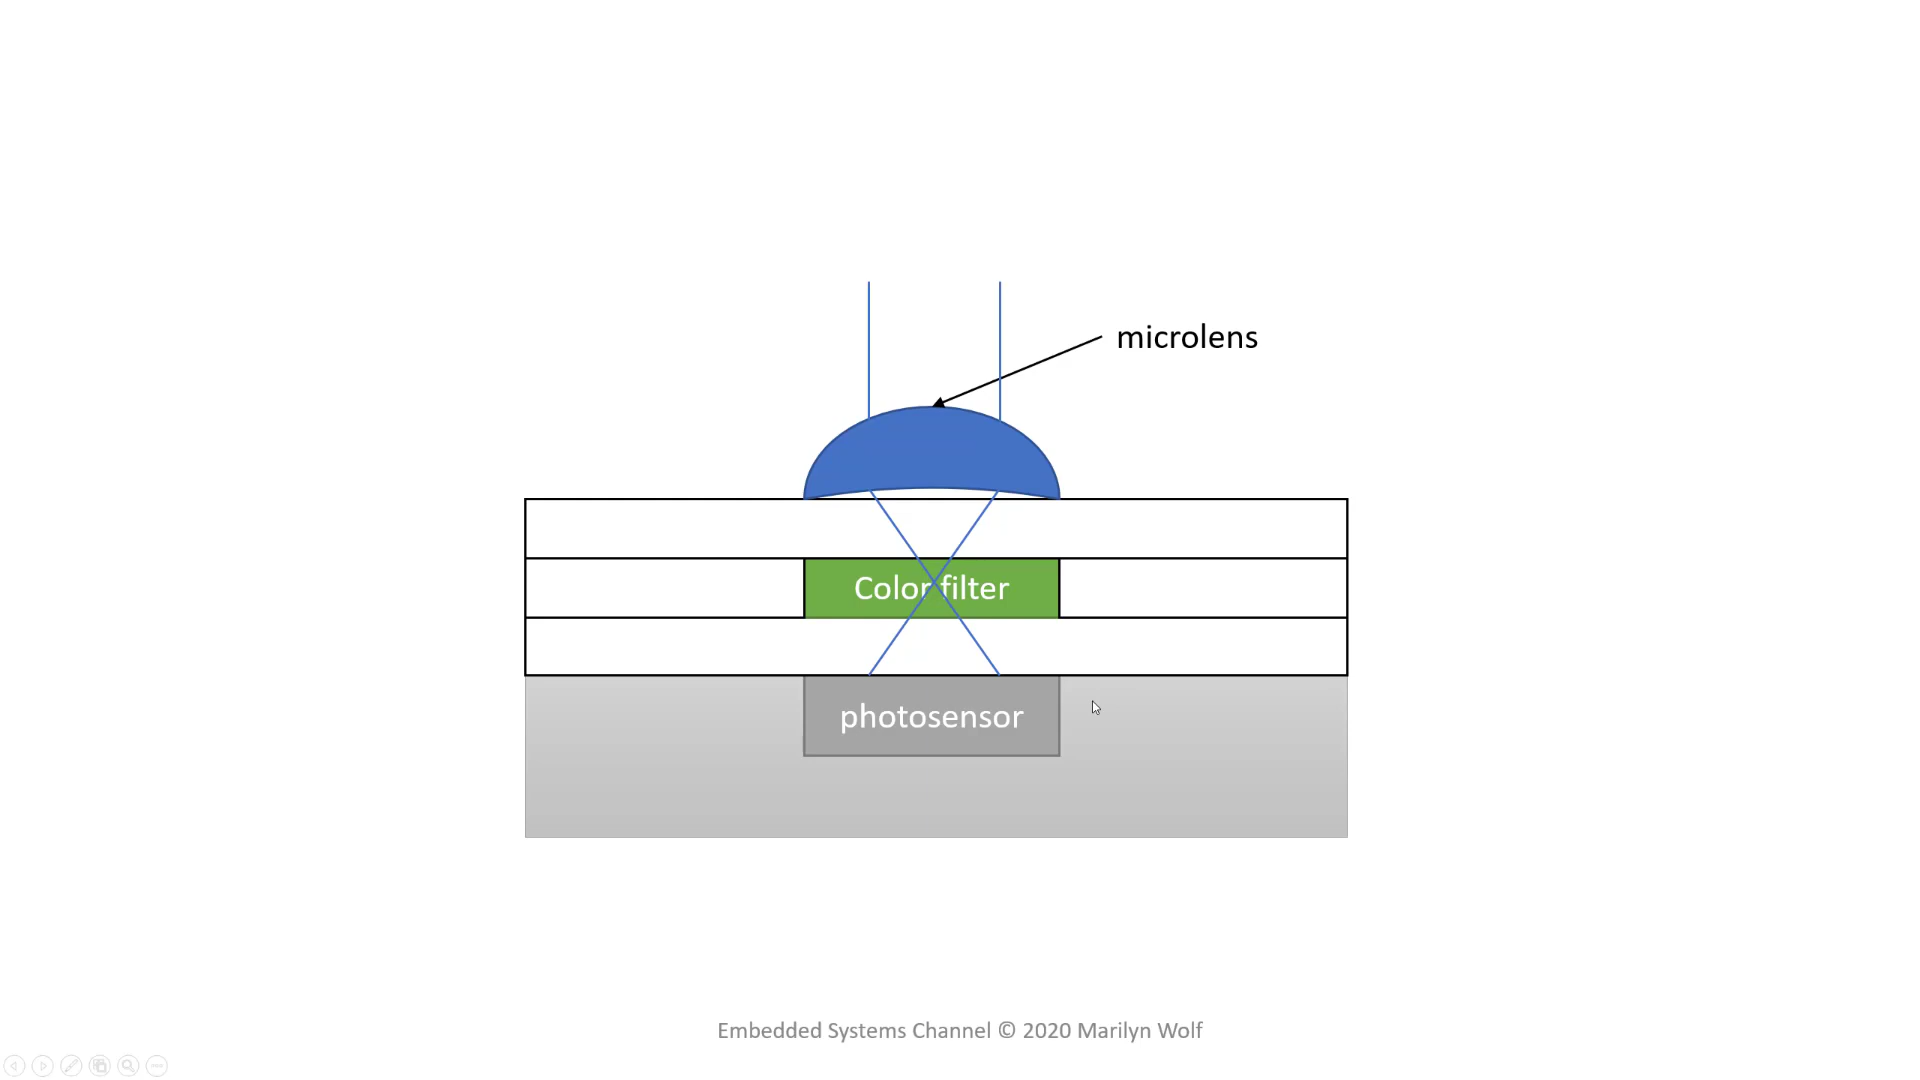 microlens
Color filter
photosensor
Embedded Systems Channel © 2020 Marilyn Wolf